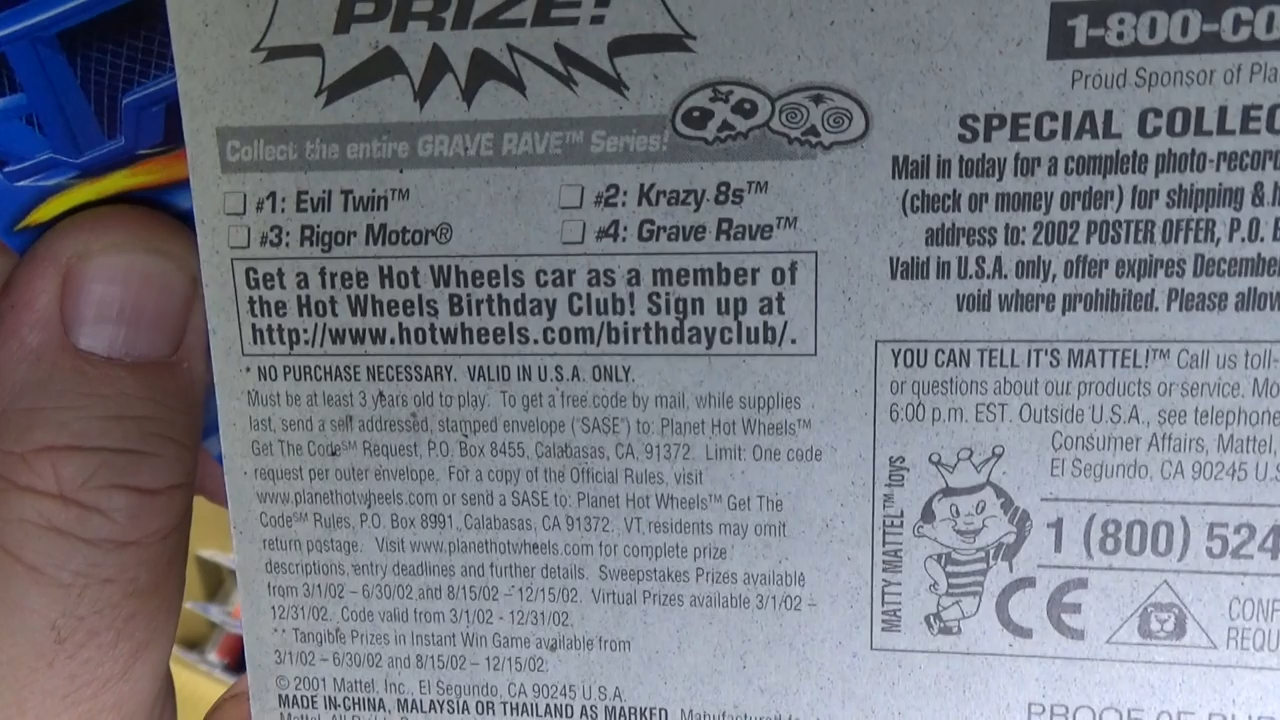 PRIZE!
Collect the entire GRAVE RAVE™ Series!
#1: Evil Twin™ #2: Krazy 8s™
#3: Rigor Motor® #4: Grave Rave™
Get a free Hot Wheels car as a member of
the Hot Wheels Birthday Club! Sign up at
http://www.hotwheels.com/birthdayclub/.
* NO PURCHASE NECESSARY. VALID IN U.S.A. ONLY.
Must be at least 3 years old to play. To get a free code by mail, while supplies
last, send a self addressed, stamped envelope ("SASE") to: Planet Hot Wheels™
Get The Code℠ Request, P.O. Box 8455, Calabasas, CA, 91372. Limit: One code
request per outer envelope. For a copy of the Official Rules, visit
www.planethotwheels.com or send a SASE to: Planet Hot Wheels™ Get The
Code℠ Rules, P.O. Box 8991, Calabasas, CA 91372. VT residents may omit
return postage. Visit www.planethotwheels.com for complete prize
descriptions, entry deadlines and further details. Sweepstakes Prizes available
from 3/1/02 – 6/30/02 and 8/15/02 – 12/15/02. Virtual Prizes available 3/1/02 –
12/31/02. Code valid from 3/1/02 - 12/31/02.
** Tangible Prizes in Instant Win Game available from
3/1/02 – 6/30/02 and 8/15/02 – 12/15/02.
© 2001 Mattel, Inc., El Segundo, CA 90245 U.S.A.
MADE IN CHINA, MALAYSIA OR THAILAND AS MARKED.
1-800-CO
Proud Sponsor of Pla
SPECIAL COLLEC
Mail in today for a complete photo-recor
(check or money order) for shipping &
address to: 2002 POSTER OFFER, P.O.
Valid in U.S.A. only, offer expires December
void where prohibited. Please allow
YOU CAN TELL IT'S MATTEL!™ Call us toll-
or questions about our products or service. Mo
6:00 p.m. EST. Outside U.S.A., see telephone
Consumer Affairs, Mattel,
El Segundo, CA 90245 U.S.
MATTY MATTEL™ toys
1 (800) 524
CE
CONF
REQU